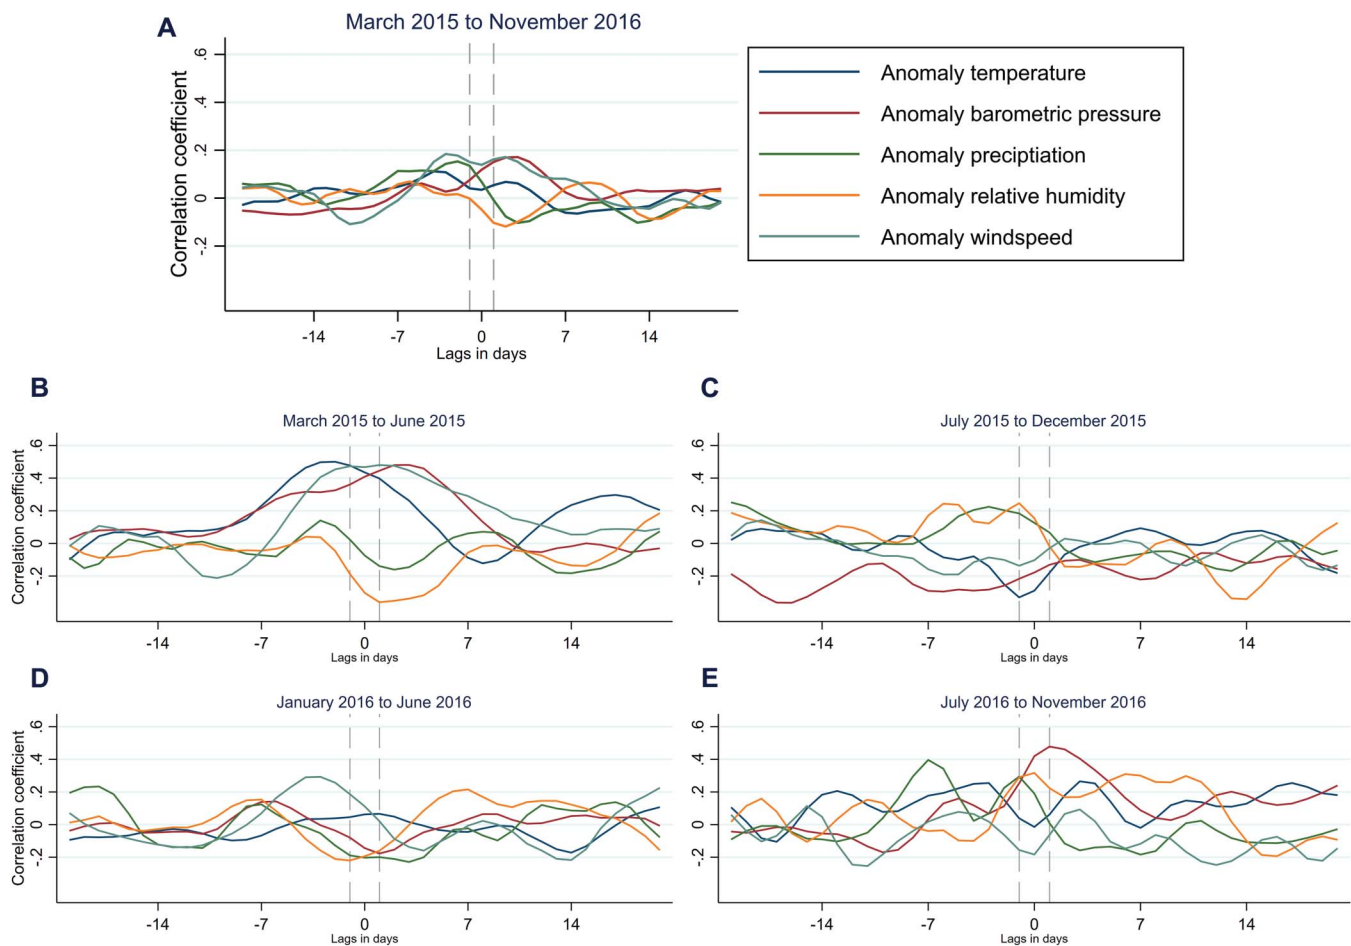 A
March 2015 to November 2016
Correlation coefficient
.6
.4
.2
0
-.2
-14
-7
0
7
14
Lags in days
Anomaly temperature
Anomaly barometric pressure
Anomaly preciptiation
Anomaly relative humidity
Anomaly windspeed
B
March 2015 to June 2015
Correlation coefficient
.6
.4
.2
0
-.2
-14
-7
0
7
14
Lags in days
C
July 2015 to December 2015
.6
.4
.2
0
-.2
-14
-7
0
7
14
Lags in days
D
January 2016 to June 2016
Correlation coefficient
.6
.4
.2
0
-.2
-14
-7
0
7
14
Lags in days
E
July 2016 to November 2016
.6
.4
.2
0
-.2
-14
-7
0
7
14
Lags in days